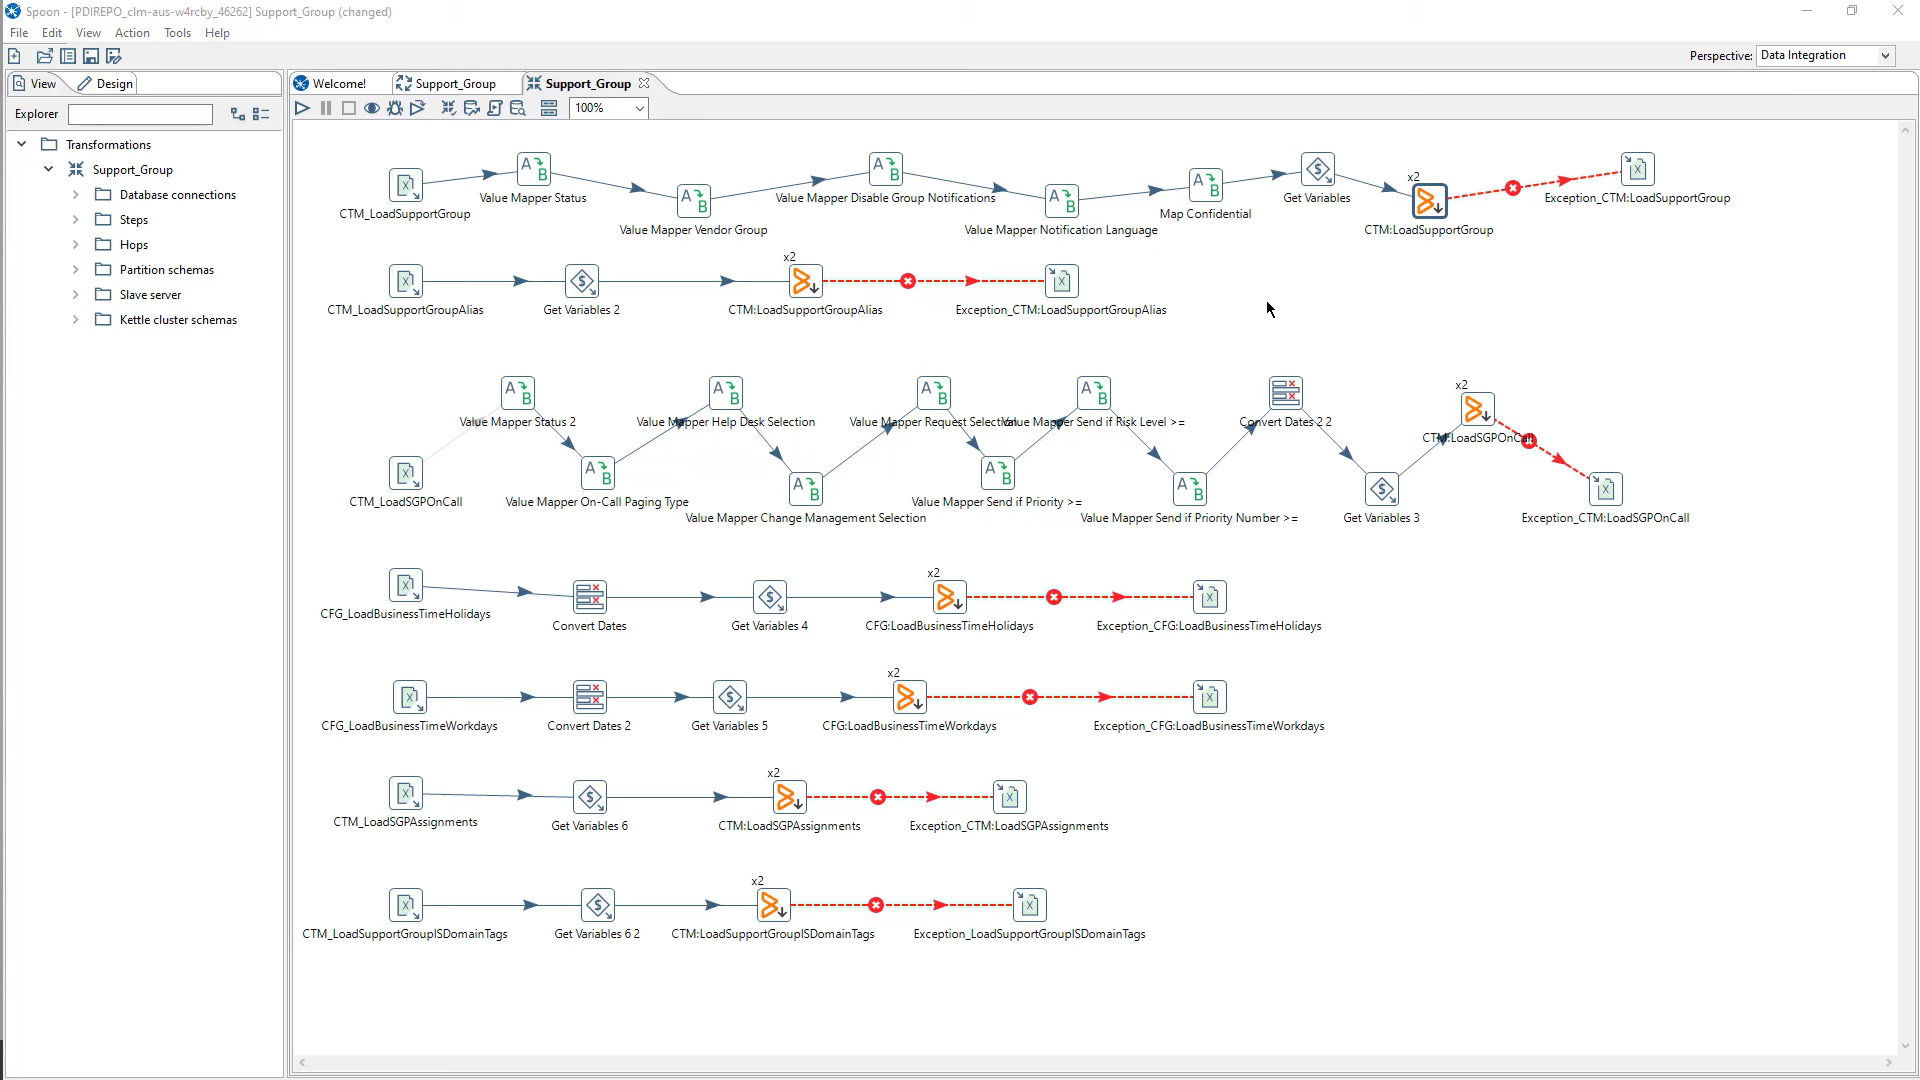 Spoon - [PDIREPO_clm-aus-w4rcby_46262] Support_Group (changed)
File Edit View Action Tools Help
Perspective: Data Integration
View Design
Welcome! Support_Group Support_Group
100%
Explorer
Transformations
Support_Group
Database connections
Steps
Hops
Partition schemas
Slave server
Kettle cluster schemas
x2
CTM_LoadSupportGroup
Value Mapper Status
Value Mapper Vendor Group
Value Mapper Disable Group Notifications
Value Mapper Notification Language
Map Confidential
Get Variables
CTM:LoadSupportGroup
Exception_CTM:LoadSupportGroup
x2
CTM_LoadSupportGroupAlias
Get Variables 2
CTM:LoadSupportGroupAlias
Exception_CTM:LoadSupportGroupAlias
x2
CTM_LoadSGPOnCall
Value Mapper Status 2
Value Mapper On-Call Paging Type
Value Mapper Help Desk Selection
Value Mapper Change Management Selection
Value Mapper Request Selection
Value Mapper Send if Priority >=
Value Mapper Send if Risk Level >=
Value Mapper Send if Priority Number >=
Convert Dates 2 2
Get Variables 3
CTM:LoadSGPOnCall
Exception_CTM:LoadSGPOnCall
x2
CFG_LoadBusinessTimeHolidays
Convert Dates
Get Variables 4
CFG:LoadBusinessTimeHolidays
Exception_CFG:LoadBusinessTimeHolidays
x2
CFG_LoadBusinessTimeWorkdays
Convert Dates 2
Get Variables 5
CFG:LoadBusinessTimeWorkdays
Exception_CFG:LoadBusinessTimeWorkdays
x2
CTM_LoadSGPAssignments
Get Variables 6
CTM:LoadSGPAssignments
Exception_CTM:LoadSGPAssignments
x2
CTM_LoadSupportGroupISDomainTags
Get Variables 6 2
CTM:LoadSupportGroupISDomainTags
Exception_LoadSupportGroupISDomainTags